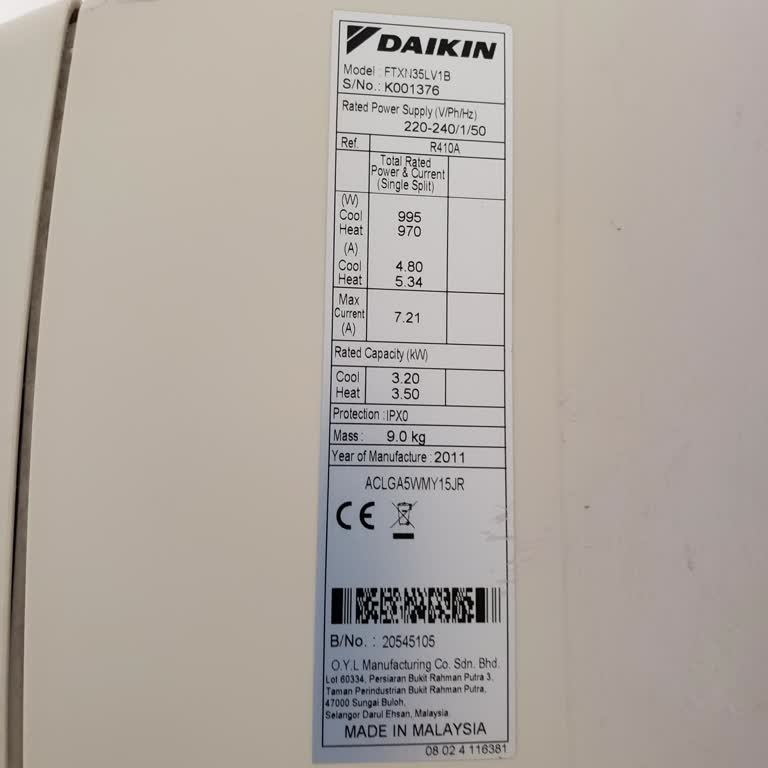 DAIKIN
Model : FTXN35LV1B
S/No.: K001376
Rated Power Supply (V/Ph/Hz)
220-240/1/50
Ref. R410A
Total Rated
Power & Current
(Single Split)
(W)
Cool 995
Heat 970
(A)
Cool 4.80
Heat 5.34
Max
Current 7.21
(A)
Rated Capacity (kW)
Cool 3.20
Heat 3.50
Protection :IPX0
Mass : 9.0 kg
Year of Manufacture : 2011
ACLGA5WMY15JR
CE
B/No. : 20545105
O.Y.L Manufacturing Co. Sdn. Bhd.
Lot 60334, Persiaran Bukit Rahman Putra 3,
Taman Perindustrian Bukit Rahman Putra,
47000 Sungai Buloh,
Selangor Darul Ehsan, Malaysia.
MADE IN MALAYSIA
08 02 4 116381